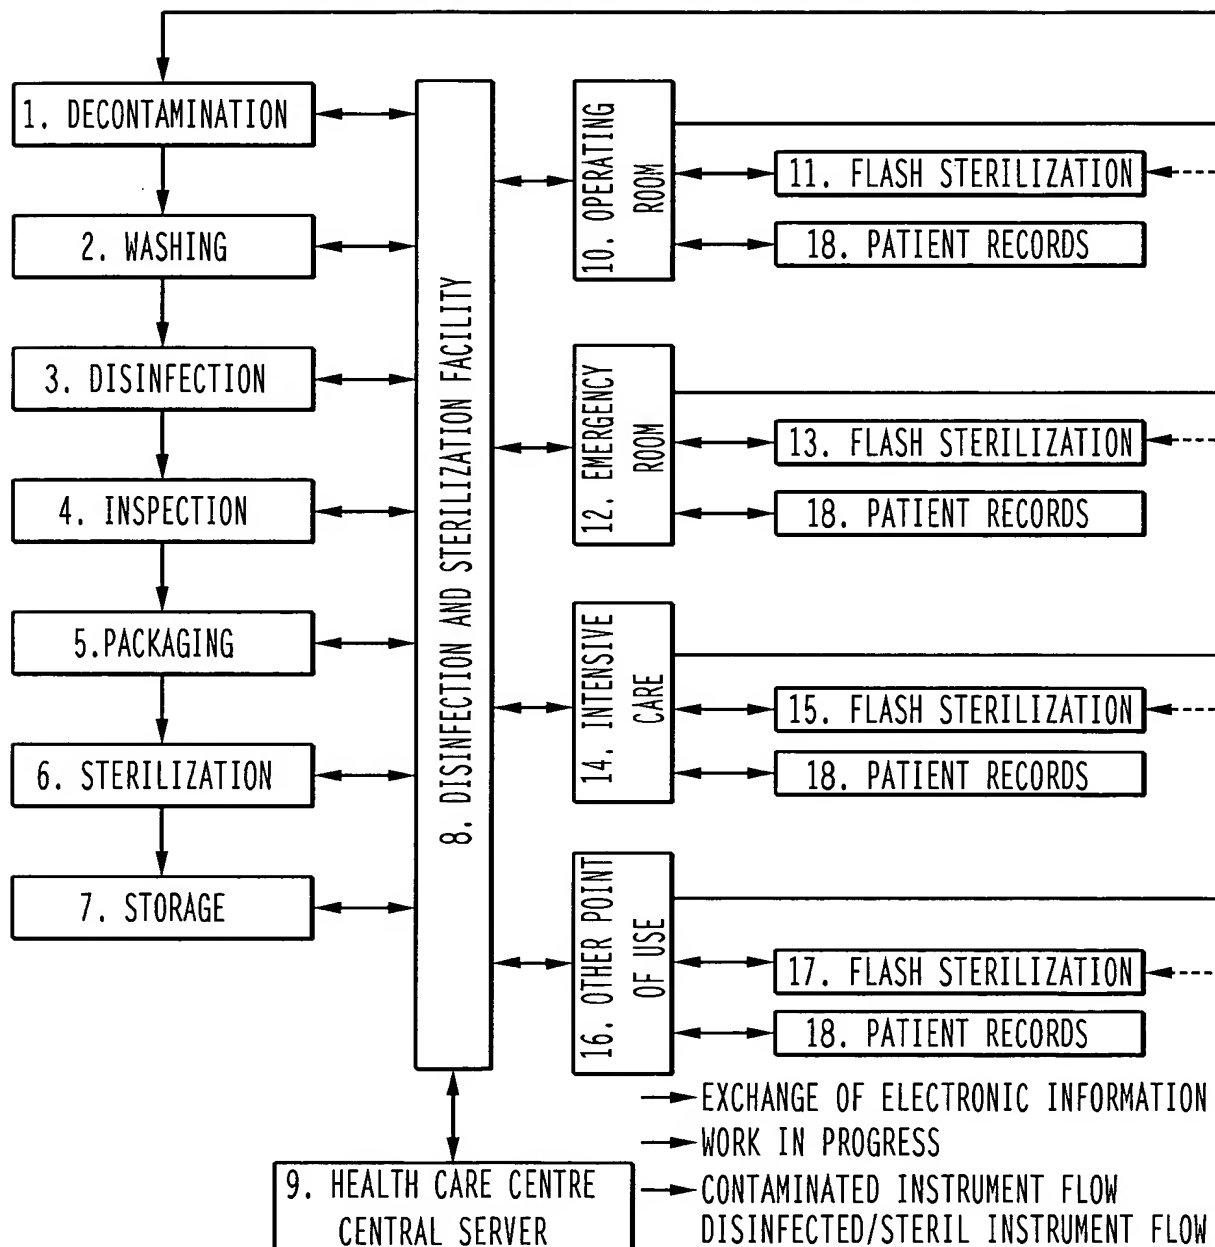 1. DECONTAMINATION
2. WASHING
3. DISINFECTION
4. INSPECTION
5.PACKAGING
6. STERILIZATION
7. STORAGE
8. DISINFECTION AND STERILIZATION FACILITY
9. HEALTH CARE CENTRE
CENTRAL SERVER
10. OPERATING
ROOM
11. FLASH STERILIZATION
18. PATIENT RECORDS
12. EMERGENCY
ROOM
13. FLASH STERILIZATION
18. PATIENT RECORDS
14. INTENSIVE
CARE
15. FLASH STERILIZATION
18. PATIENT RECORDS
16. OTHER POINT
OF USE
17. FLASH STERILIZATION
18. PATIENT RECORDS
EXCHANGE OF ELECTRONIC INFORMATION
WORK IN PROGRESS
CONTAMINATED INSTRUMENT FLOW
DISINFECTED/STERIL INSTRUMENT FLOW